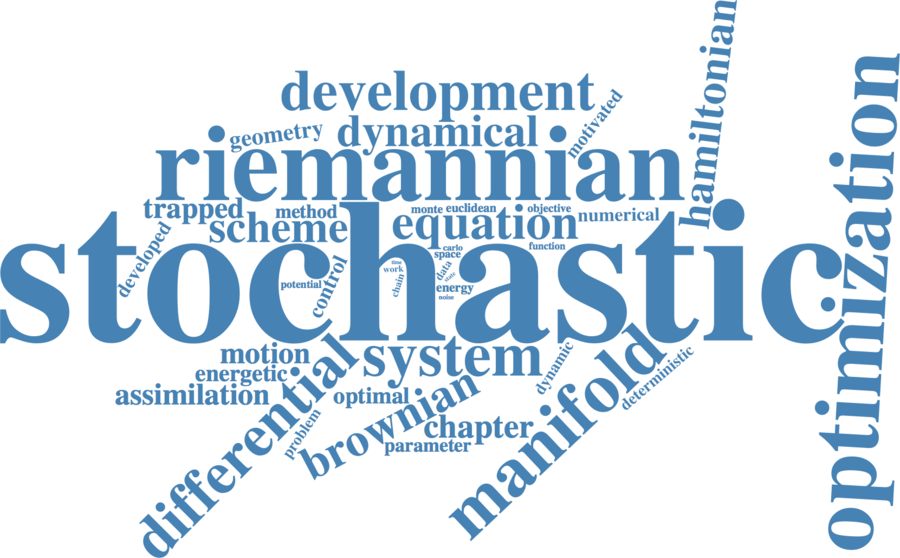 hamiltonian
optimization
development
motivated
geometry
dynamical
riemannian
trapped
method
monte
euclidean
objective
numerical
scheme
equation
developed
stochastic
carlo
function
space
control
time
work
data
state
potential
chain
energy
noise
motion
system
energetic
dynamic
deterministic
assimilation
optimal
differential
brownian
manifold
problem
chapter
parameter